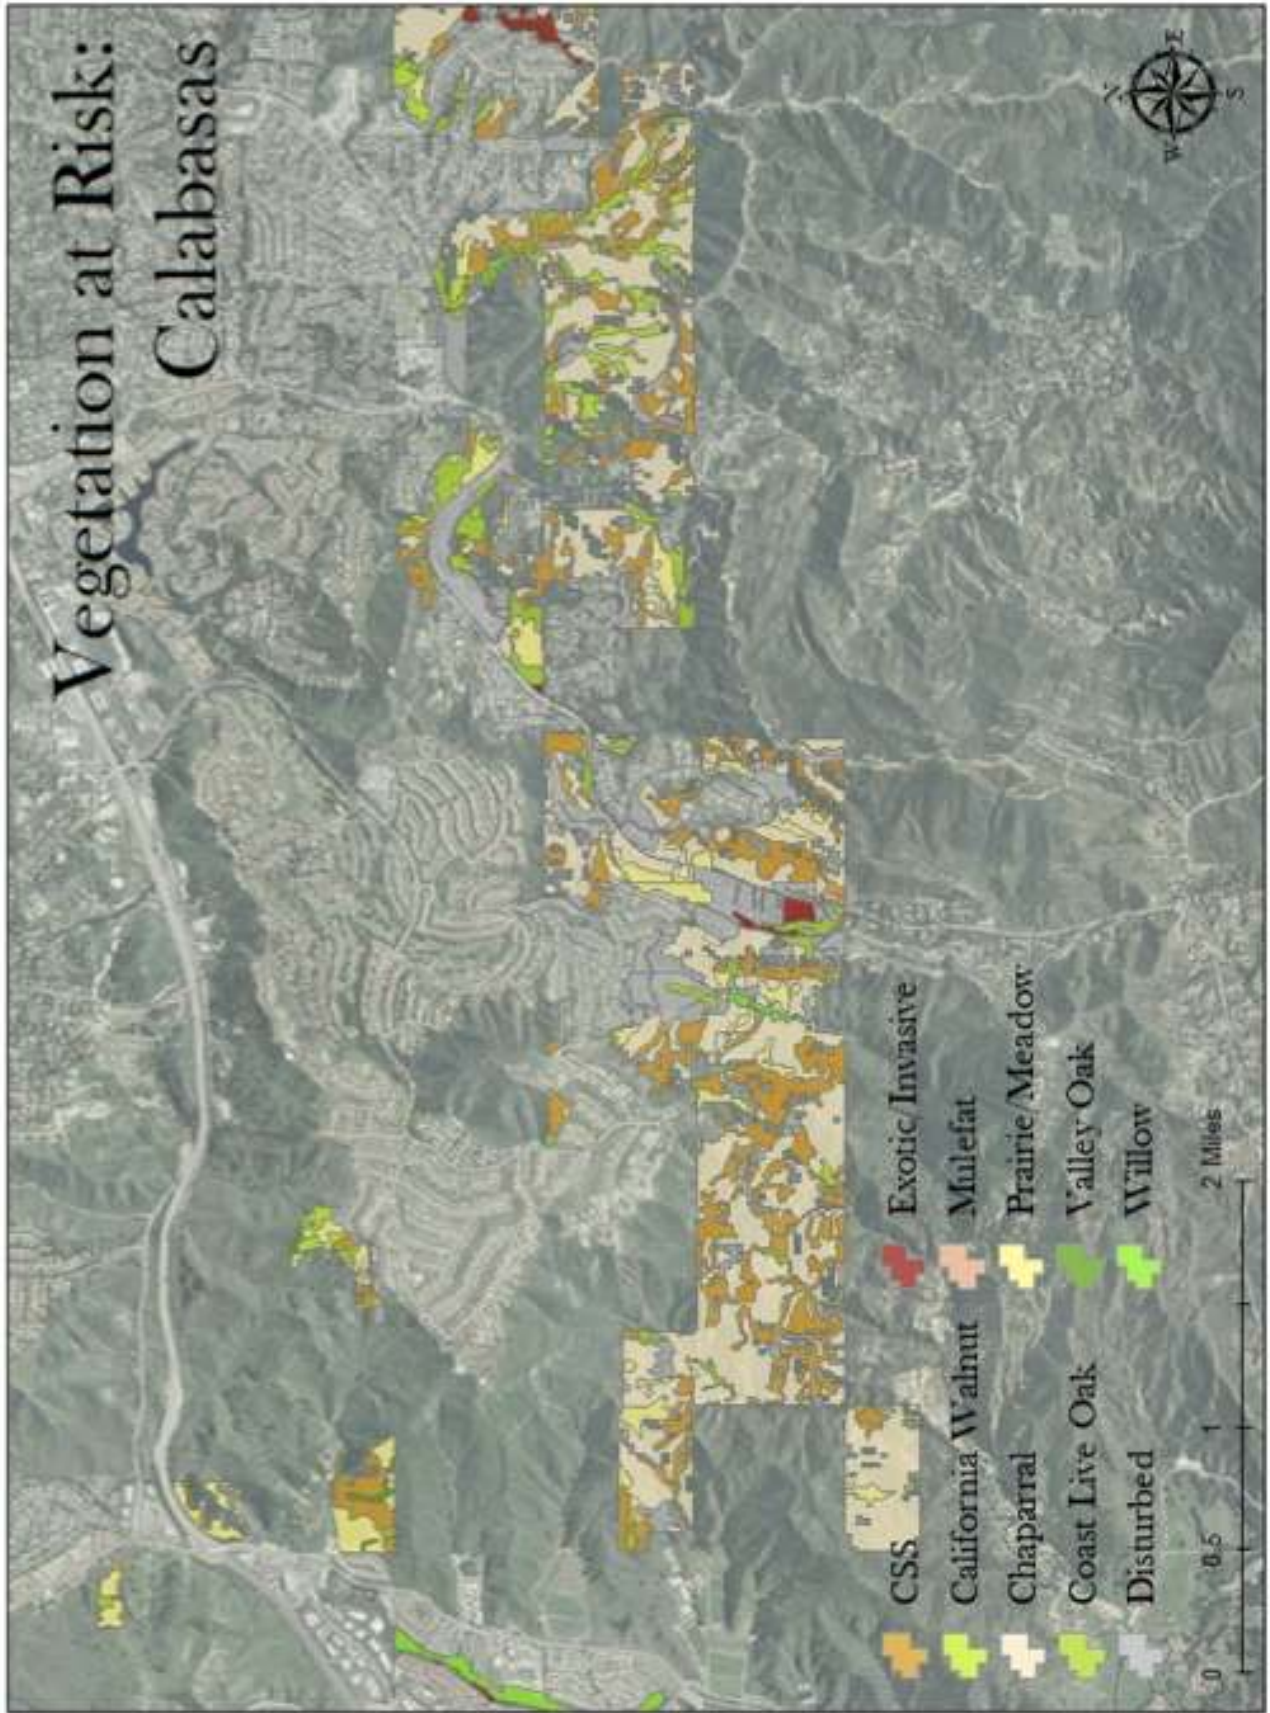 Vegetation at Risk:
Calabasas
N
W
E
S
CSS
California Walnut
Chaparral
Coast Live Oak
Disturbed
Exotic/Invasive
Mulefat
Prairie/Meadow
Valley Oak
Willow
0 0.5 1 2 Miles